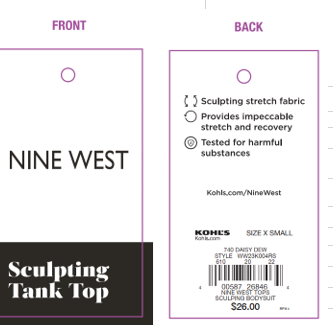 FRONT
BACK
NINE WEST
Sculpting
Tank Top
Sculpting stretch fabric
Provides impeccable
stretch and recovery
Tested for harmful
substances
Kohls.com/NineWest
KOHL'S SIZE X SMALL
Kohls.com
740 DAISY DEW
STYLE WW23K004RS
610 20 22
4 00587 26846 4
NINE WEST TOPS
SCULPING BODYSUIT
$26.00